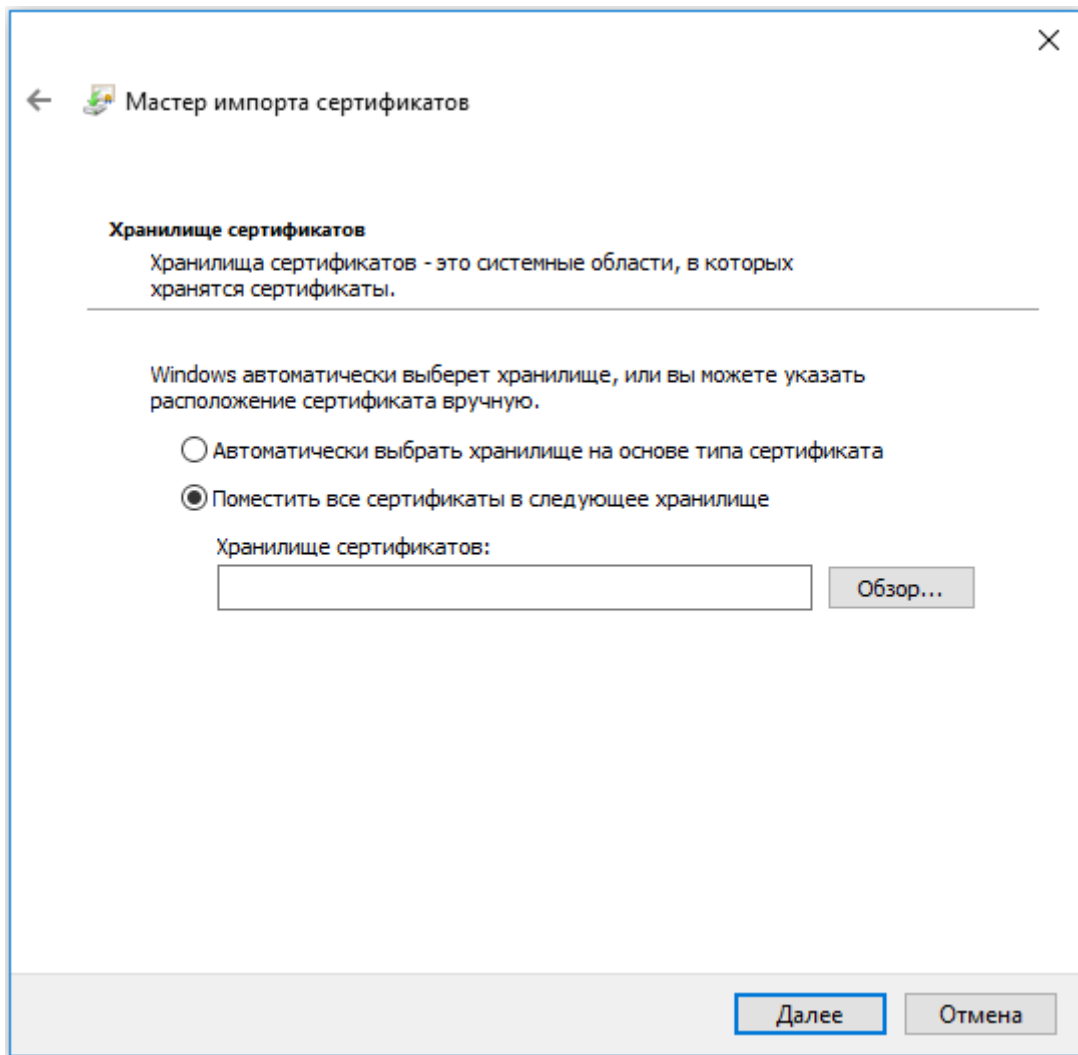 Мастер импорта сертификатов
Хранилище сертификатов
Хранилища сертификатов - это системные области, в которых
хранятся сертификаты.
Windows автоматически выберет хранилище, или вы можете указать
расположение сертификата вручную.
Автоматически выбрать хранилище на основе типа сертификата
Поместить все сертификаты в следующее хранилище
Хранилище сертификатов:
Обзор...
Далее
Отмена